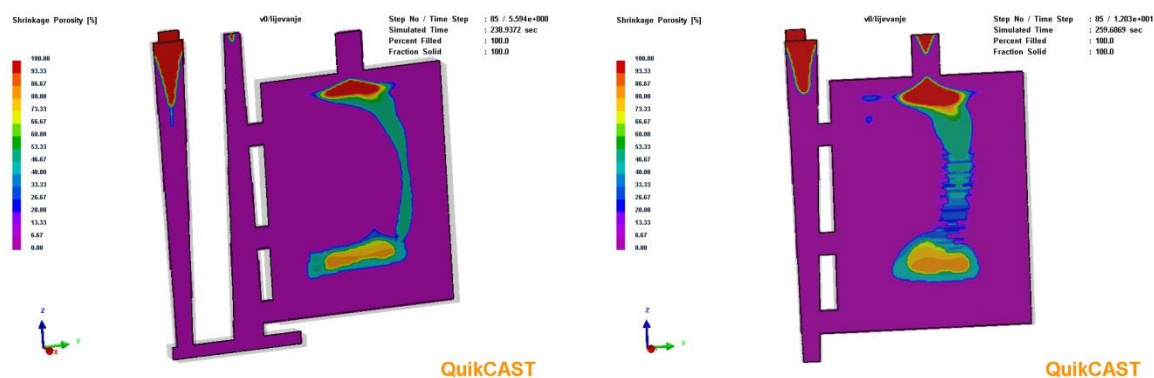 Shrinkage Porosity [%]
v0/lijevanje
Step No / Time Step : 85 / 5.594e+000
Simulated Time : 238.9372 sec
Percent Filled : 100.0
Fraction Solid : 100.0
100.00
93.33
86.67
80.00
73.33
66.67
60.00
53.33
46.67
40.00
33.33
26.67
20.00
13.33
6.67
0.00
Z
Y
X
QuikCAST
Shrinkage Porosity [%]
v0/lijevanje
Step No / Time Step : 85 / 1.203e+001
Simulated Time : 259.6069 sec
Percent Filled : 100.0
Fraction Solid : 100.0
100.00
93.33
86.67
80.00
73.33
66.67
60.00
53.33
46.67
40.00
33.33
26.67
20.00
13.33
6.67
0.00
Z
Y
X
QuikCAST